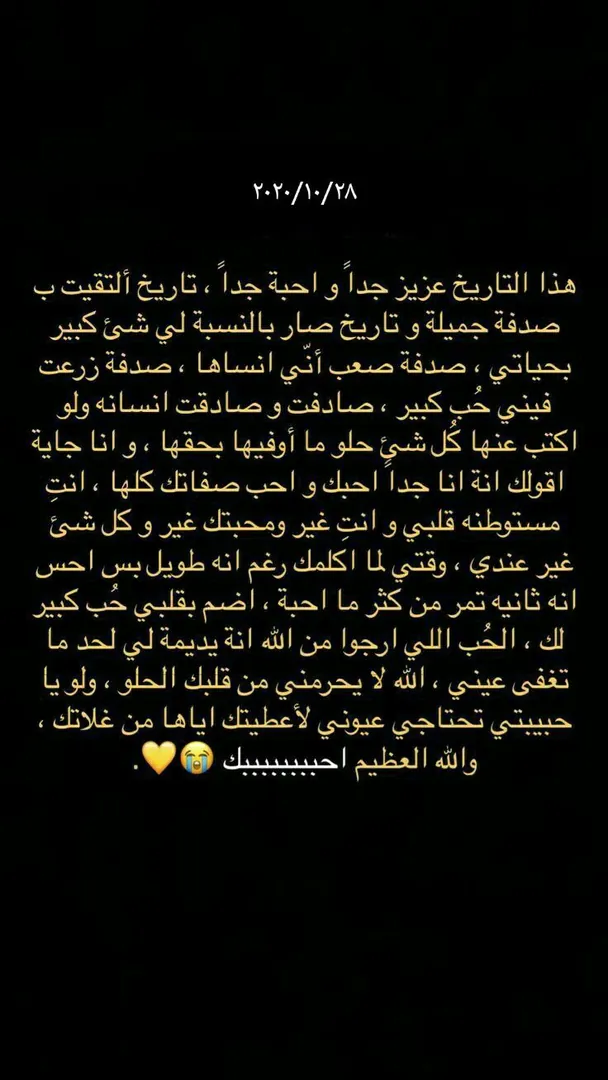 ٢٠٢٠/١٠/٢٨
هذا التاريخ عزيز جداً و احبة جداً ، تاريخ ألتقيت ب
صدفة جميلة و تاريخ صار بالنسبة لي شئ كبير
بحياتي ، صدفة صعب أنّي انساها ، صدفة زرعت
فيني حُب كبير ، صادفت و صادقت انسانه ولو
اكتب عنها كُل شئٍ حلو ما أوفيها بحقها ، و انا جاية
اقولك انة انا جداً احبك و احب صفاتك كلها ، انتِ
مستوطنه قلبي و انتِ غير ومحبتك غير و كل شئَ
غير عندي ، وقتي لما اكلمك رغم انه طويل بس احس
انه ثانيه تمر من كثر ما احبة ، اضم بقلبي حُب كبير
لك ، الحُب اللي ارجوا من الله انة يديمة لي لحد ما
تغفى عيني ، الله لا يحرمني من قلبك الحلو ، ولو يا
حبيبتي تحتاجي عيوني لأعطيتك اياها من غلاتك ،
والله العظيم احبببببببببك 😭💛.